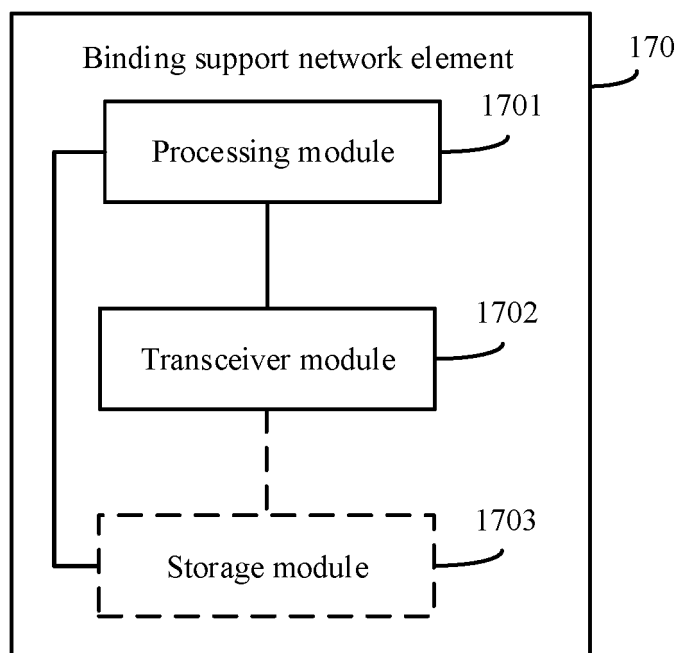 Binding support network element
170
1701
Processing module
1702
Transceiver module
1703
Storage module